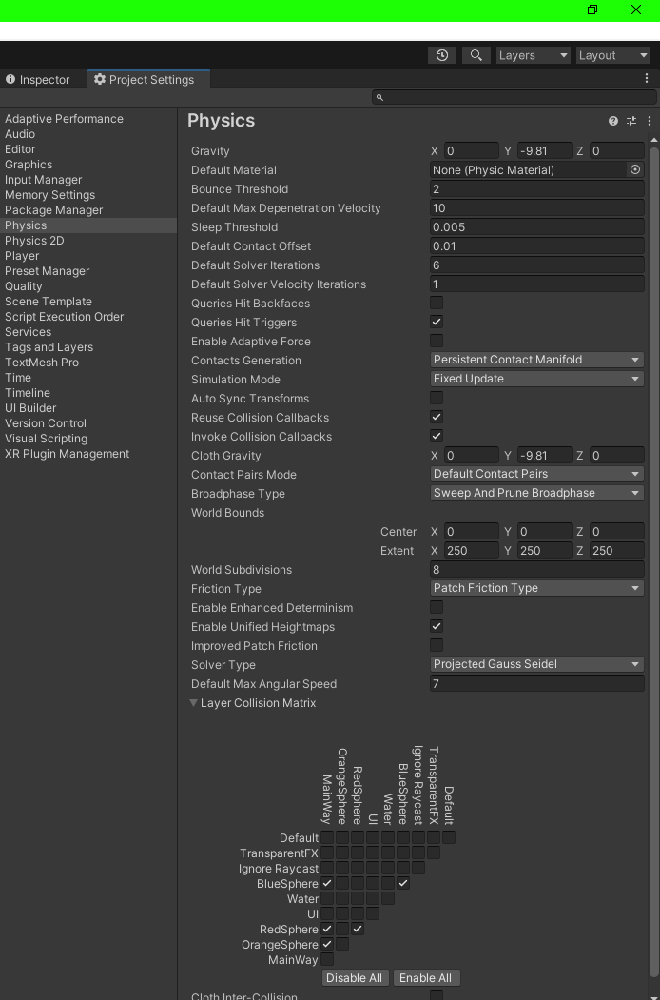 Layers Layout
Inspector Project Settings
Adaptive Performance
Audio
Editor
Graphics
Input Manager
Memory Settings
Package Manager
Physics
Physics 2D
Player
Preset Manager
Quality
Scene Template
Script Execution Order
Services
Tags and Layers
TextMesh Pro
Time
Timeline
UI Builder
Version Control
Visual Scripting
XR Plugin Management
Physics
Gravity X 0 Y -9.81 Z 0
Default Material None (Physic Material)
Bounce Threshold 2
Default Max Depenetration Velocity 10
Sleep Threshold 0.005
Default Contact Offset 0.01
Default Solver Iterations 6
Default Solver Velocity Iterations 1
Queries Hit Backfaces
Queries Hit Triggers
Enable Adaptive Force
Contacts Generation Persistent Contact Manifold
Simulation Mode Fixed Update
Auto Sync Transforms
Reuse Collision Callbacks
Invoke Collision Callbacks
Cloth Gravity X 0 Y -9.81 Z 0
Contact Pairs Mode Default Contact Pairs
Broadphase Type Sweep And Prune Broadphase
World Bounds
Center X 0 Y 0 Z 0
Extent X 250 Y 250 Z 250
World Subdivisions 8
Friction Type Patch Friction Type
Enable Enhanced Determinism
Enable Unified Heightmaps
Improved Patch Friction
Solver Type Projected Gauss Seidel
Default Max Angular Speed 7
Layer Collision Matrix
MainWay
OrangeSphere
RedSphere
UI
Water
BlueSphere
Ignore Raycast
TransparentFX
Default
Default
TransparentFX
Ignore Raycast
BlueSphere
Water
UI
RedSphere
OrangeSphere
MainWay
Disable All Enable All
Cloth Inter-Collision